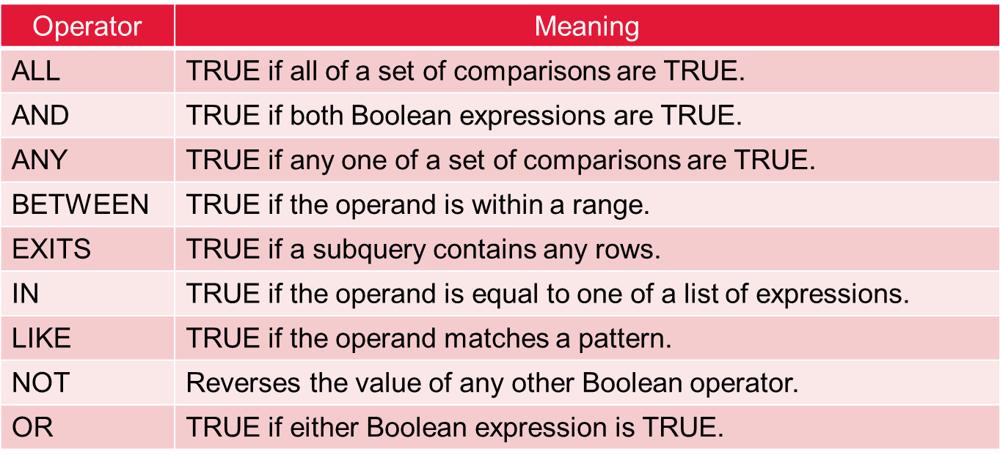 Operator Meaning
ALL TRUE if all of a set of comparisons are TRUE.
AND TRUE if both Boolean expressions are TRUE.
ANY TRUE if any one of a set of comparisons are TRUE.
BETWEEN TRUE if the operand is within a range.
EXITS TRUE if a subquery contains any rows.
IN TRUE if the operand is equal to one of a list of expressions.
LIKE TRUE if the operand matches a pattern.
NOT Reverses the value of any other Boolean operator.
OR TRUE if either Boolean expression is TRUE.